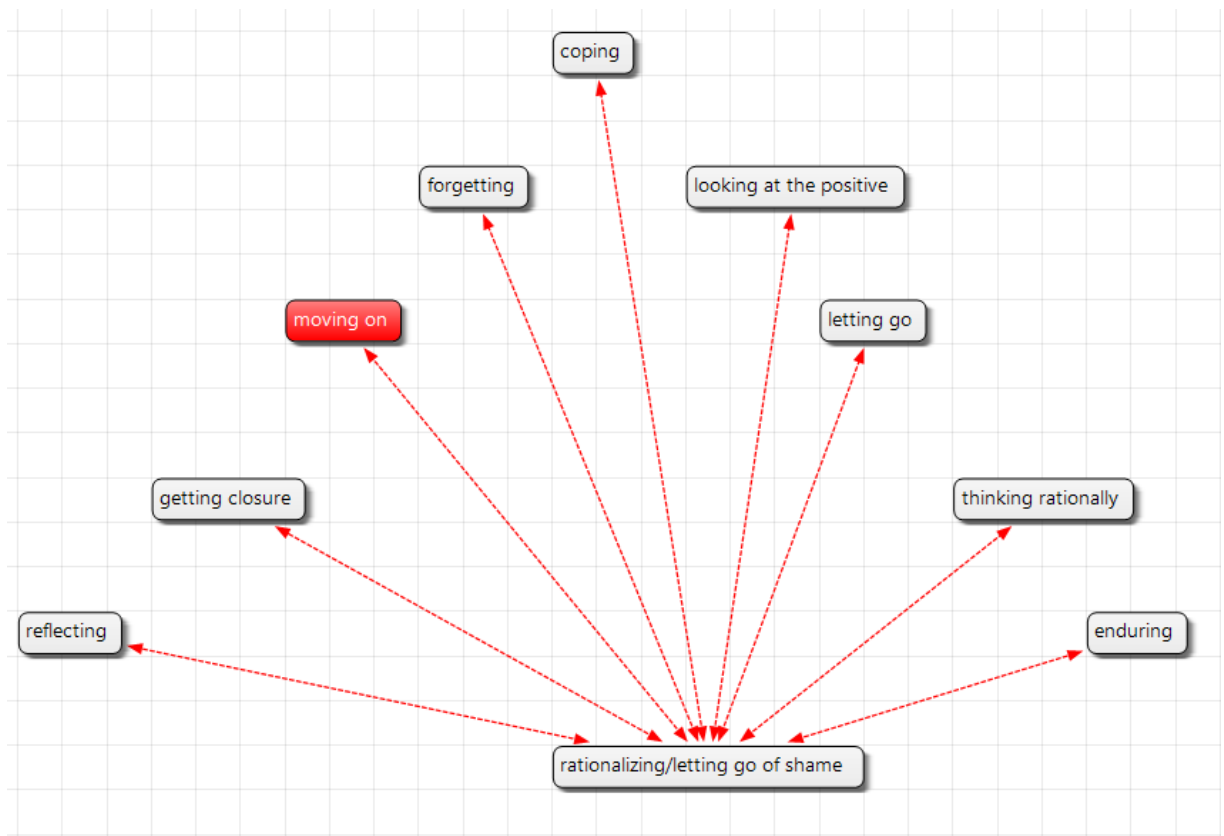 coping
forgetting
looking at the positive
moving on
letting go
getting closure
thinking rationally
reflecting
enduring
rationalizing/letting go of shame